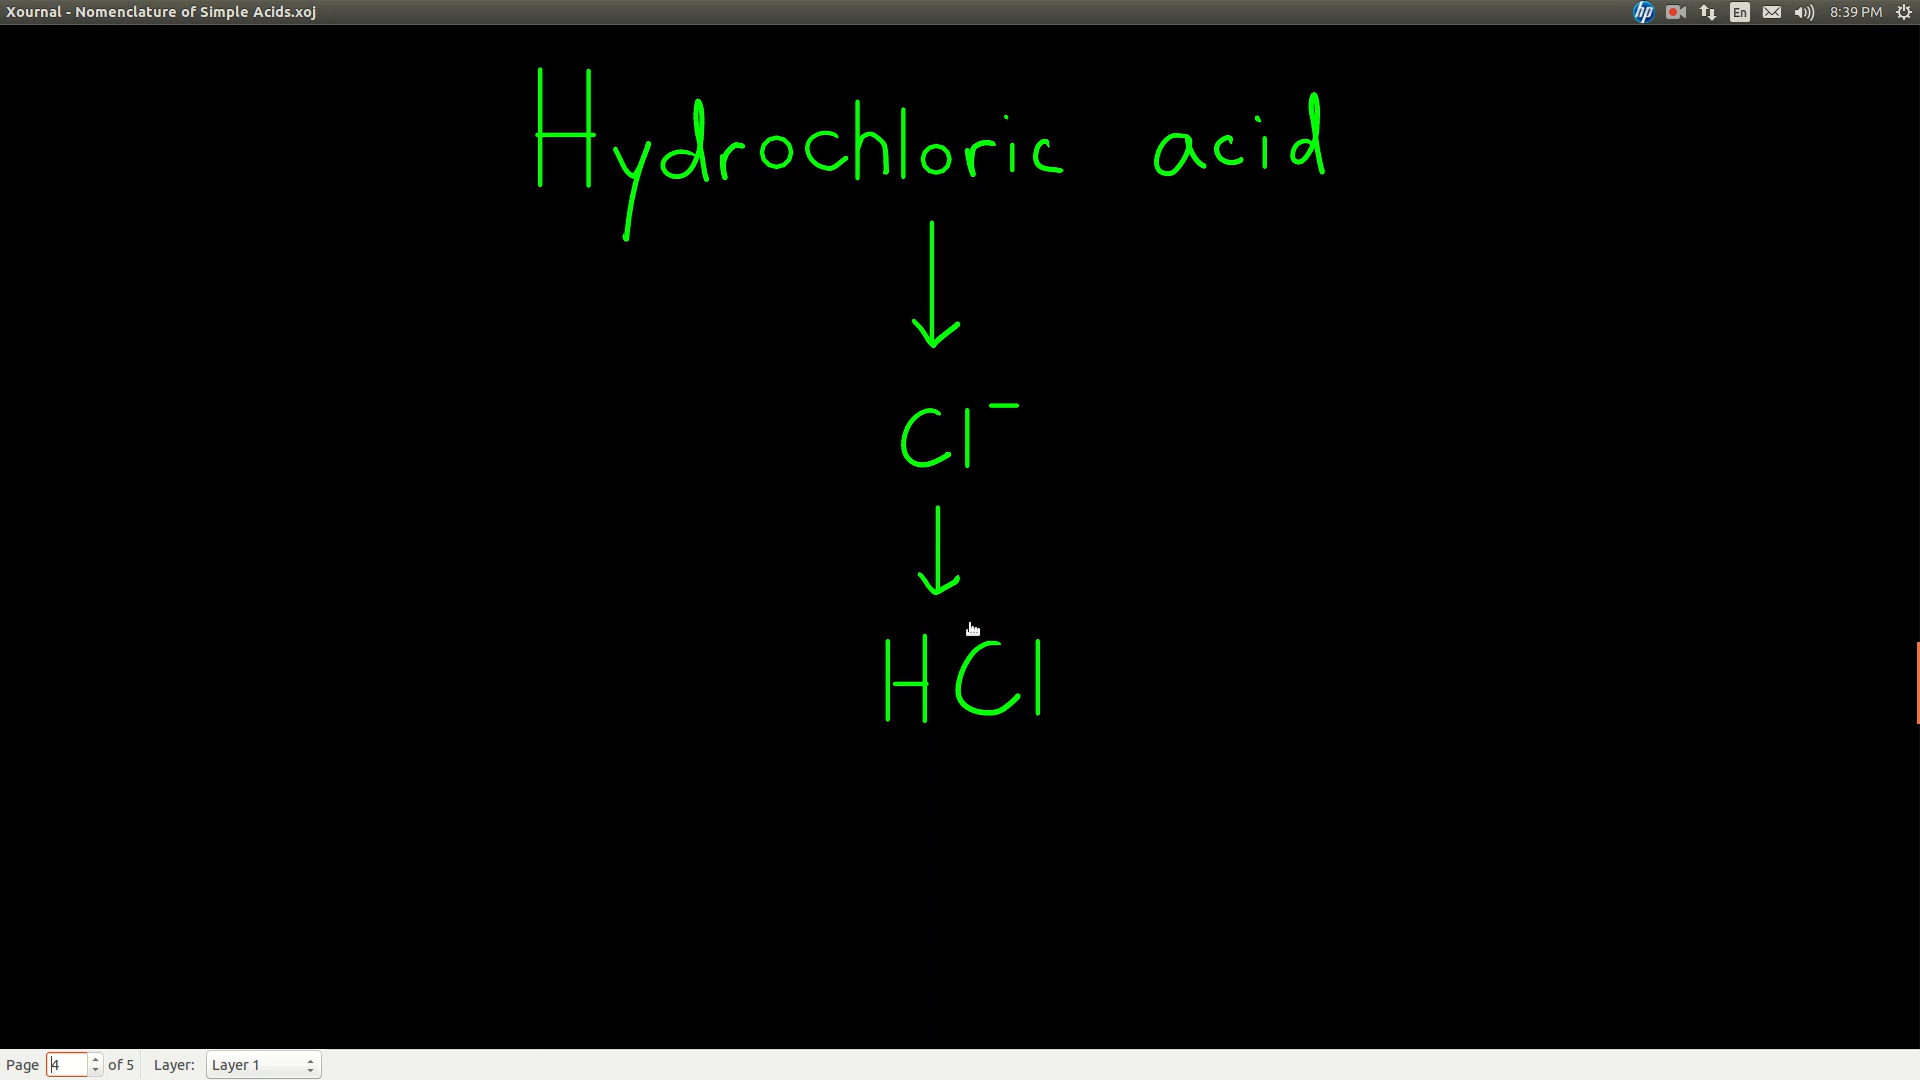 Xournal - Nomenclature of Simple Acids.xoj
hp En 8:39 PM
Hydrochloric acid
Cl⁻
HCl
Page 4 of 5 Layer: Layer 1